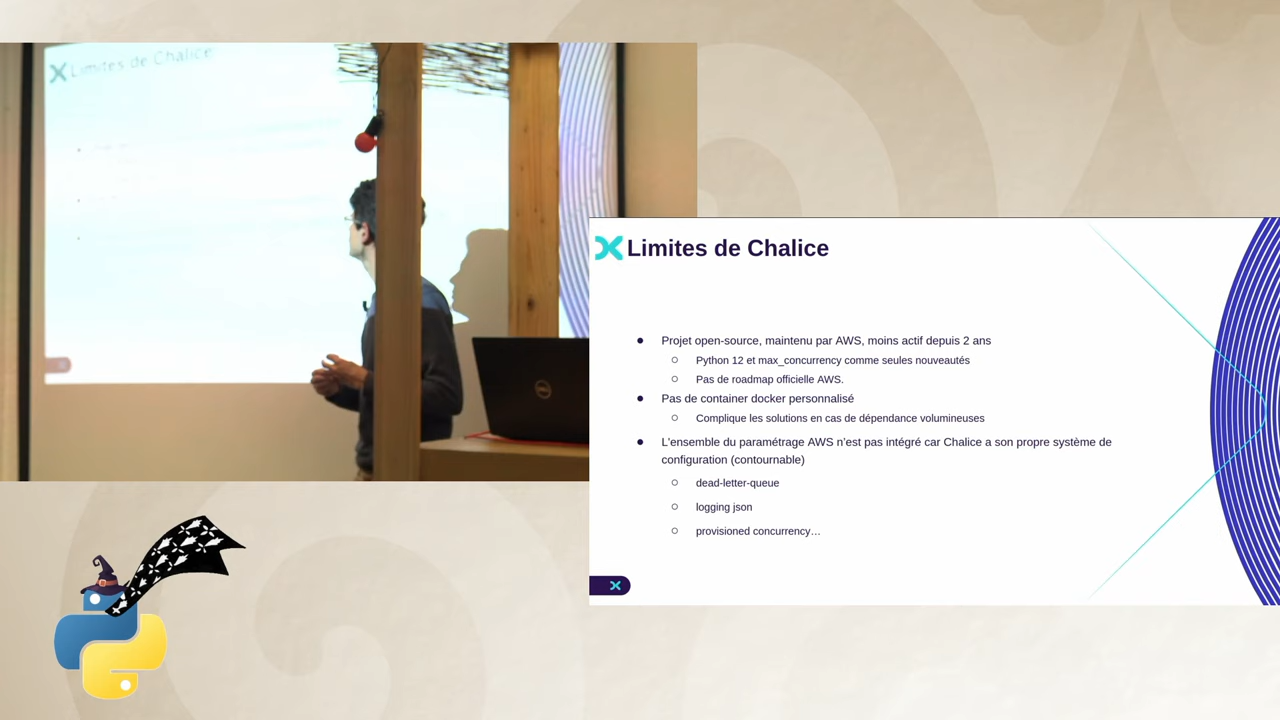 Limites de Chalice
Limites de Chalice
Projet open-source, maintenu par AWS, moins actif depuis 2 ans
Python 12 et max_concurrency comme seules nouveautés
Pas de roadmap officielle AWS.
Pas de container docker personnalisé
Complique les solutions en cas de dépendance volumineuses
L'ensemble du paramétrage AWS n'est pas intégré car Chalice a son propre système de
configuration (contournable)
dead-letter-queue
logging json
provisioned concurrency…